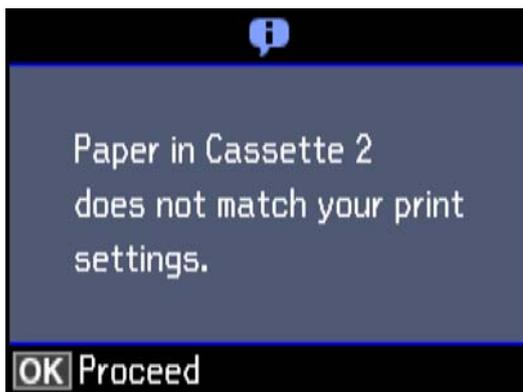 Paper in Cassette 2
does not match your print
settings.
OK Proceed